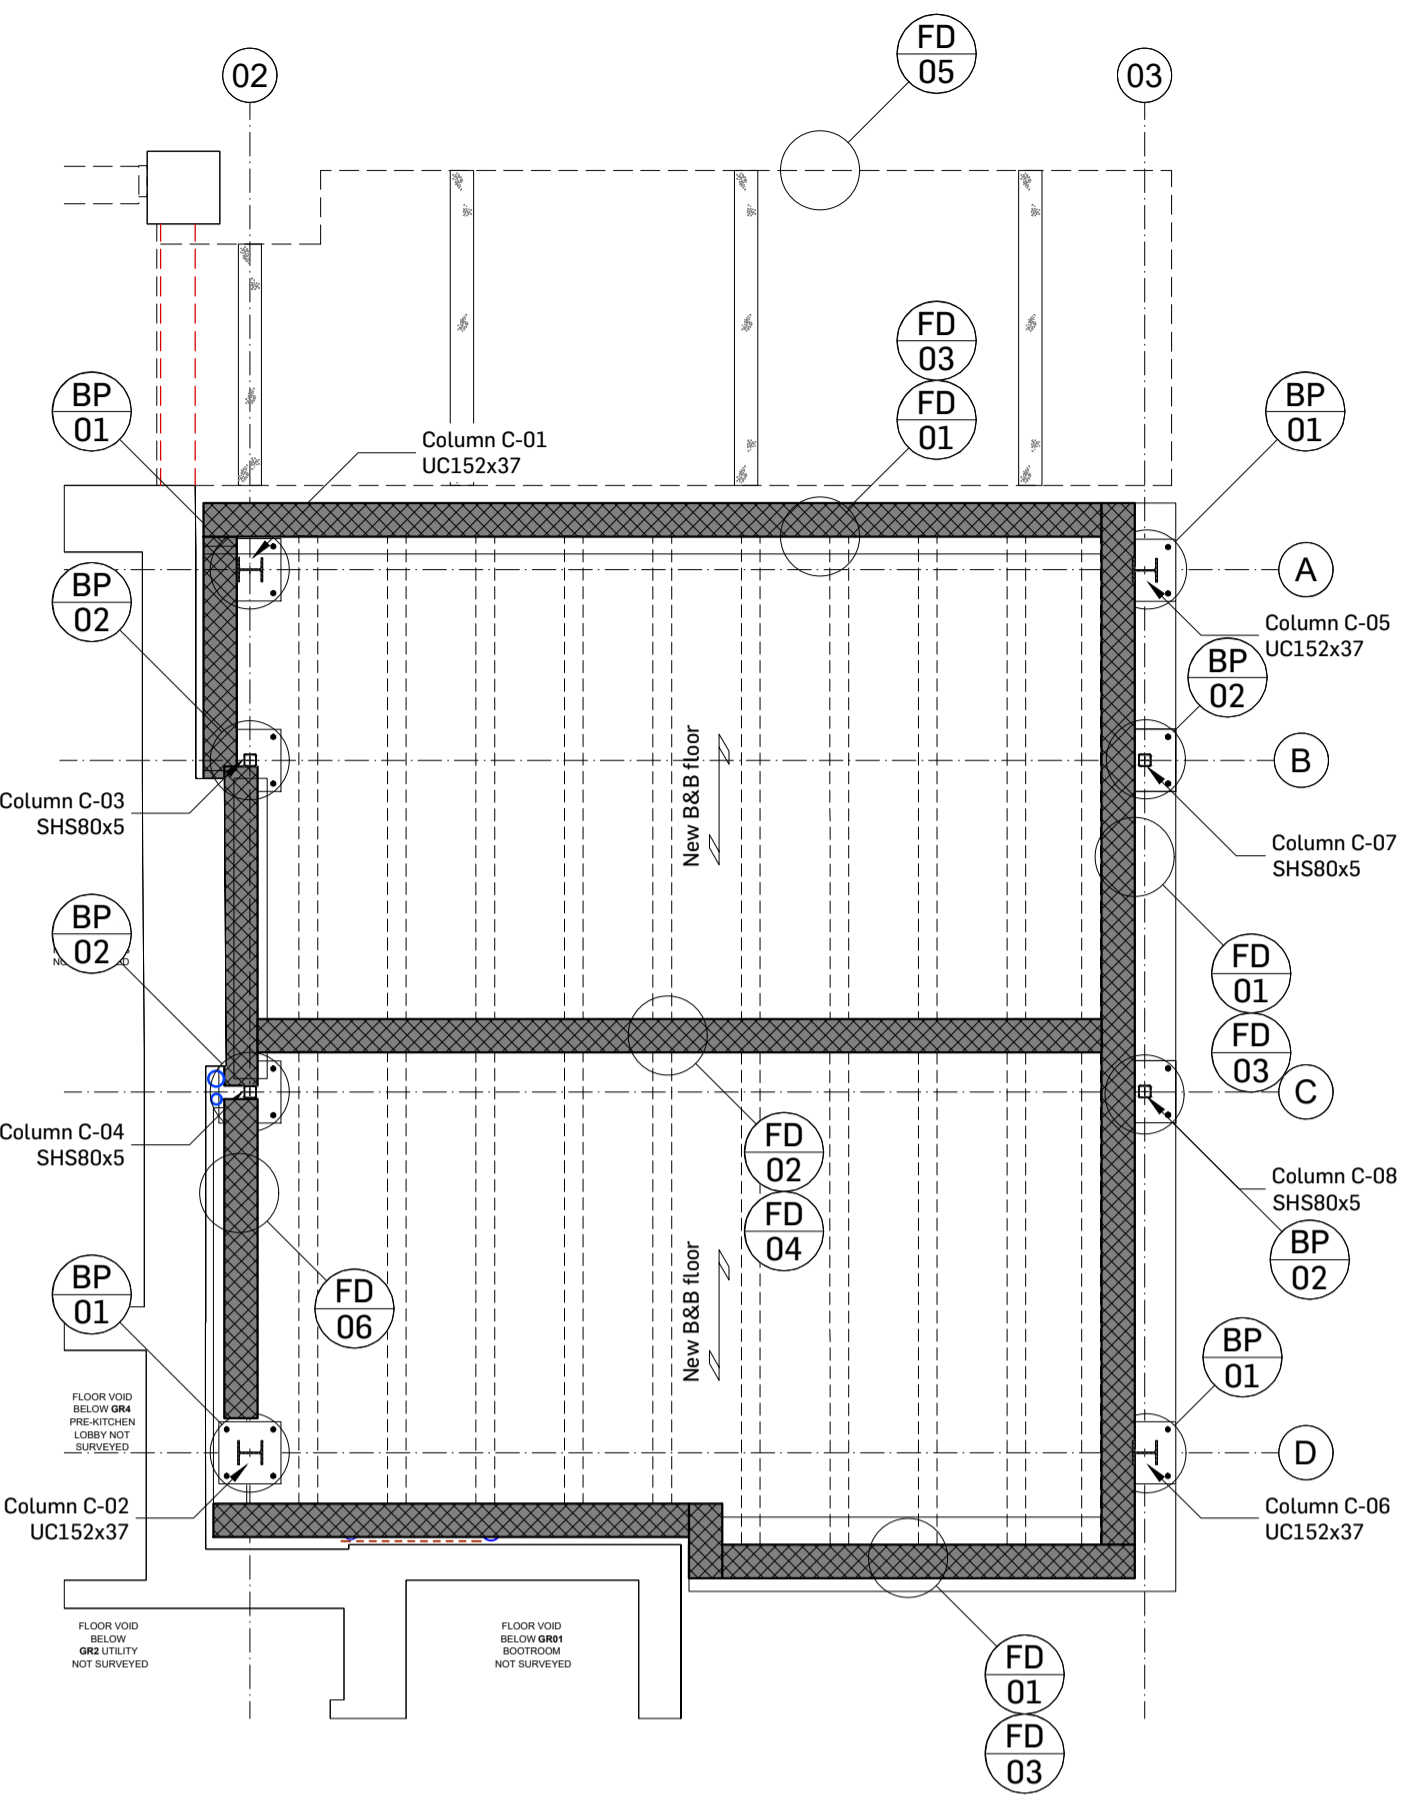 FD
05
02
03
FD
03
FD
01
BP
01
BP
01
Column C-01
UC152x37
A
BP
02
Column C-05
UC152x37
BP
02
New B&B floor
B
Column C-03
SHS80x5
Column C-07
SHS80x5
BP
02
FD
01
FD
03
C
Column C-04
SHS80x5
FD
02
FD
04
Column C-08
SHS80x5
BP
02
BP
01
FD
06
New B&B floor
BP
01
FLOOR VOID
BELOW GR4
PRE-KITCHEN
LOBBY NOT
SURVEYED
D
Column C-02
UC152x37
Column C-06
UC152x37
FLOOR VOID
BELOW
GR2 UTILITY
NOT SURVEYED
FLOOR VOID
BELOW GR01
BOOTROOM
NOT SURVEYED
FD
01
FD
03